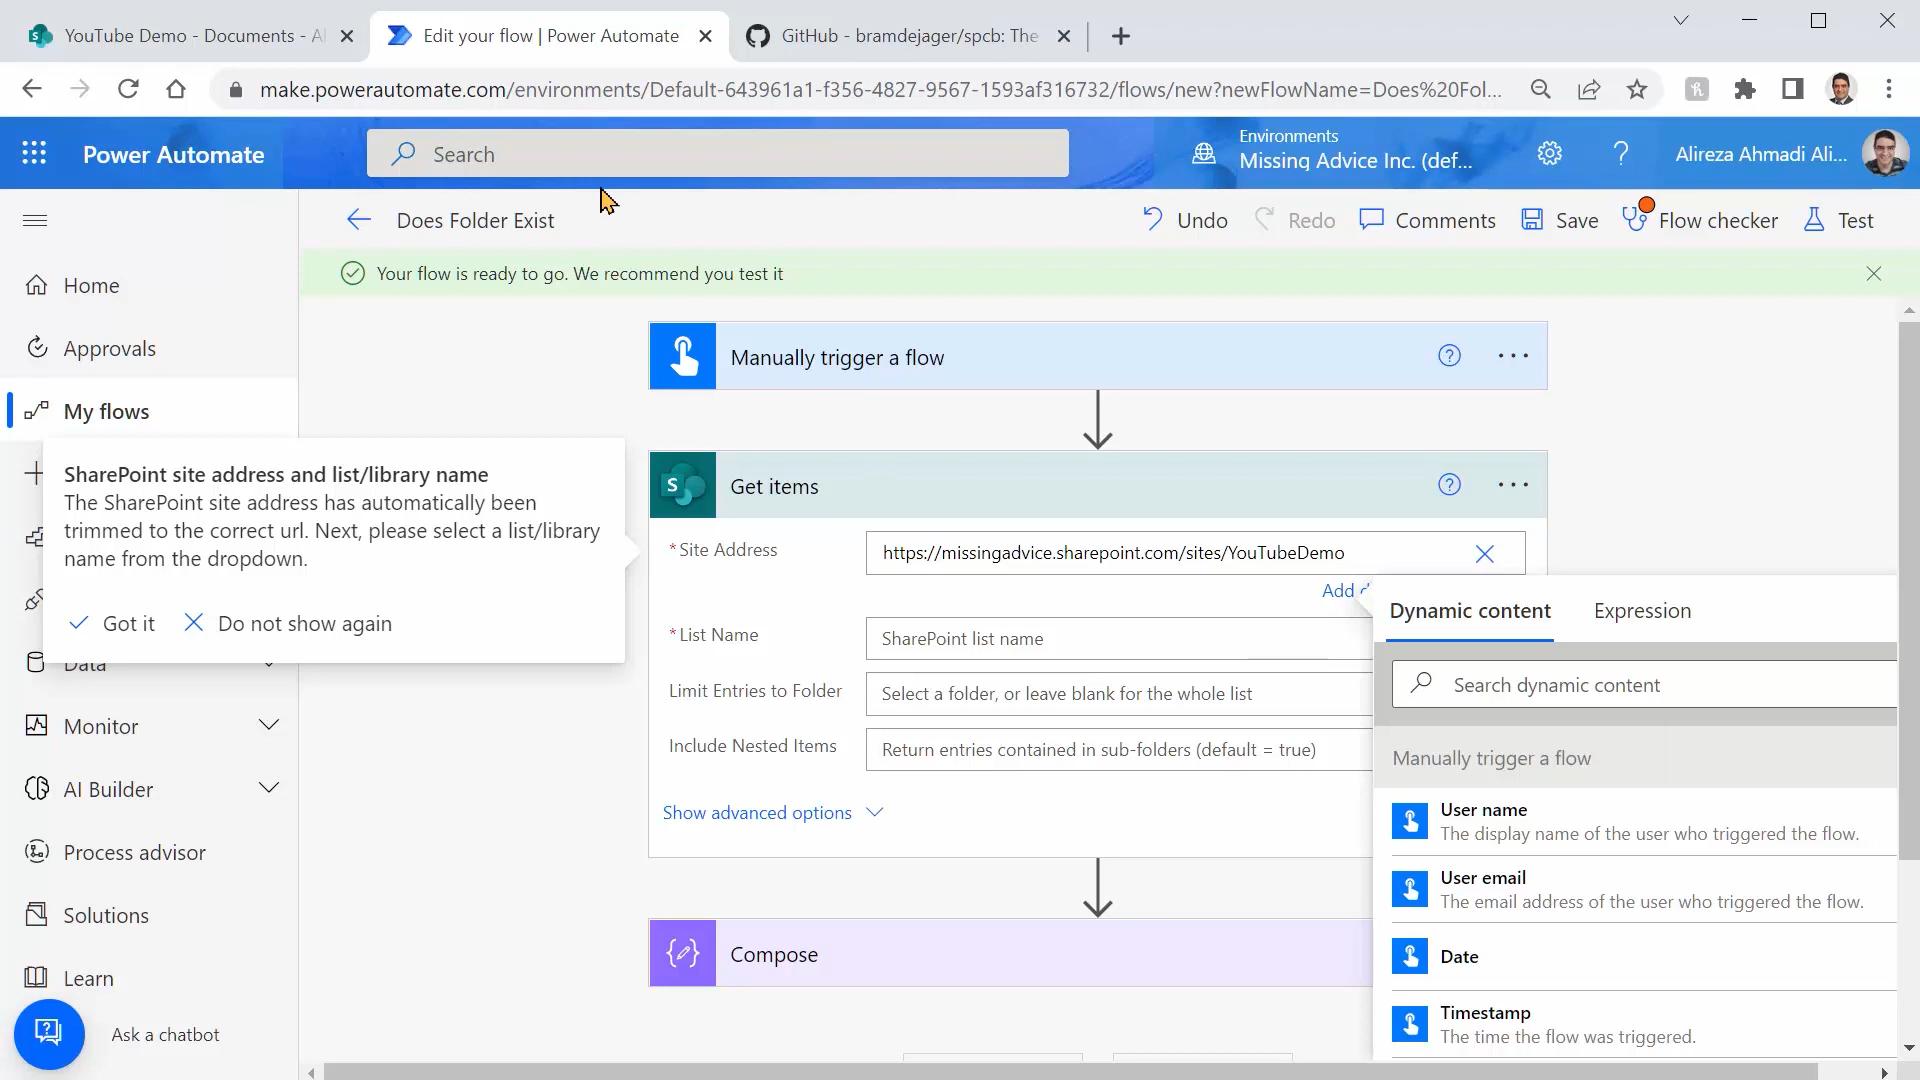 YouTube Demo - Documents - Al
Edit your flow | Power Automate
GitHub - bramdejager/spcb: The
make.powerautomate.com/environments/Default-643961a1-f356-4827-9567-1593af316732/flows/new?newFlowName=Does%20Fol...
Power Automate
Search
Environments
Missing Advice Inc. (def...
Alireza Ahmadi Ali...
Does Folder Exist
Undo
Redo
Comments
Save
Flow checker
Test
Your flow is ready to go. We recommend you test it
Home
Approvals
My flows
SharePoint site address and list/library name
The SharePoint site address has automatically been
trimmed to the correct url. Next, please select a list/library
name from the dropdown.
Got it
Do not show again
Data
Monitor
AI Builder
Process advisor
Solutions
Learn
Ask a chatbot
Manually trigger a flow
Get items
*Site Address
https://missingadvice.sharepoint.com/sites/YouTubeDemo
Add d
*List Name
SharePoint list name
Limit Entries to Folder
Select a folder, or leave blank for the whole list
Include Nested Items
Return entries contained in sub-folders (default = true)
Show advanced options
Compose
Dynamic content
Expression
Search dynamic content
Manually trigger a flow
User name
The display name of the user who triggered the flow.
User email
The email address of the user who triggered the flow.
Date
Timestamp
The time the flow was triggered.